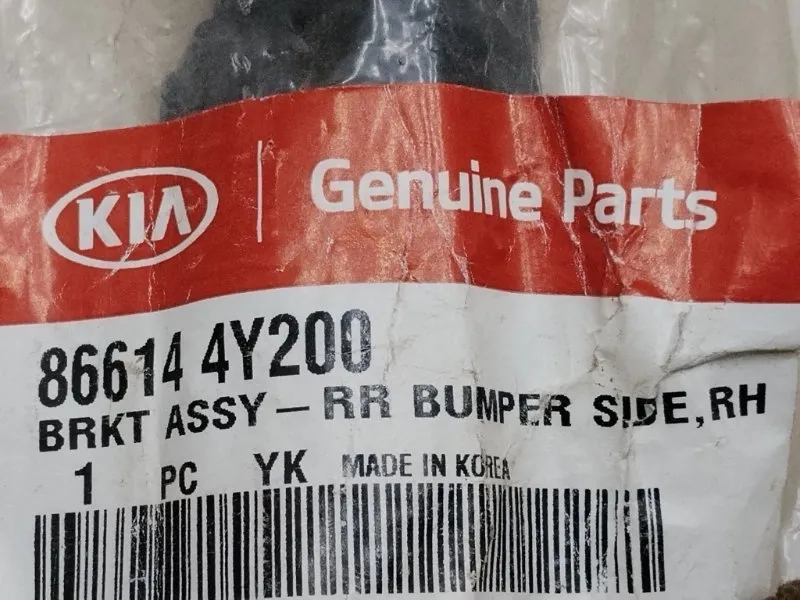 KIA Genuine Parts
86614 4Y200
BRKT ASSY-RR BUMPER SIDE,RH
1 PC YK MADE IN KOREA